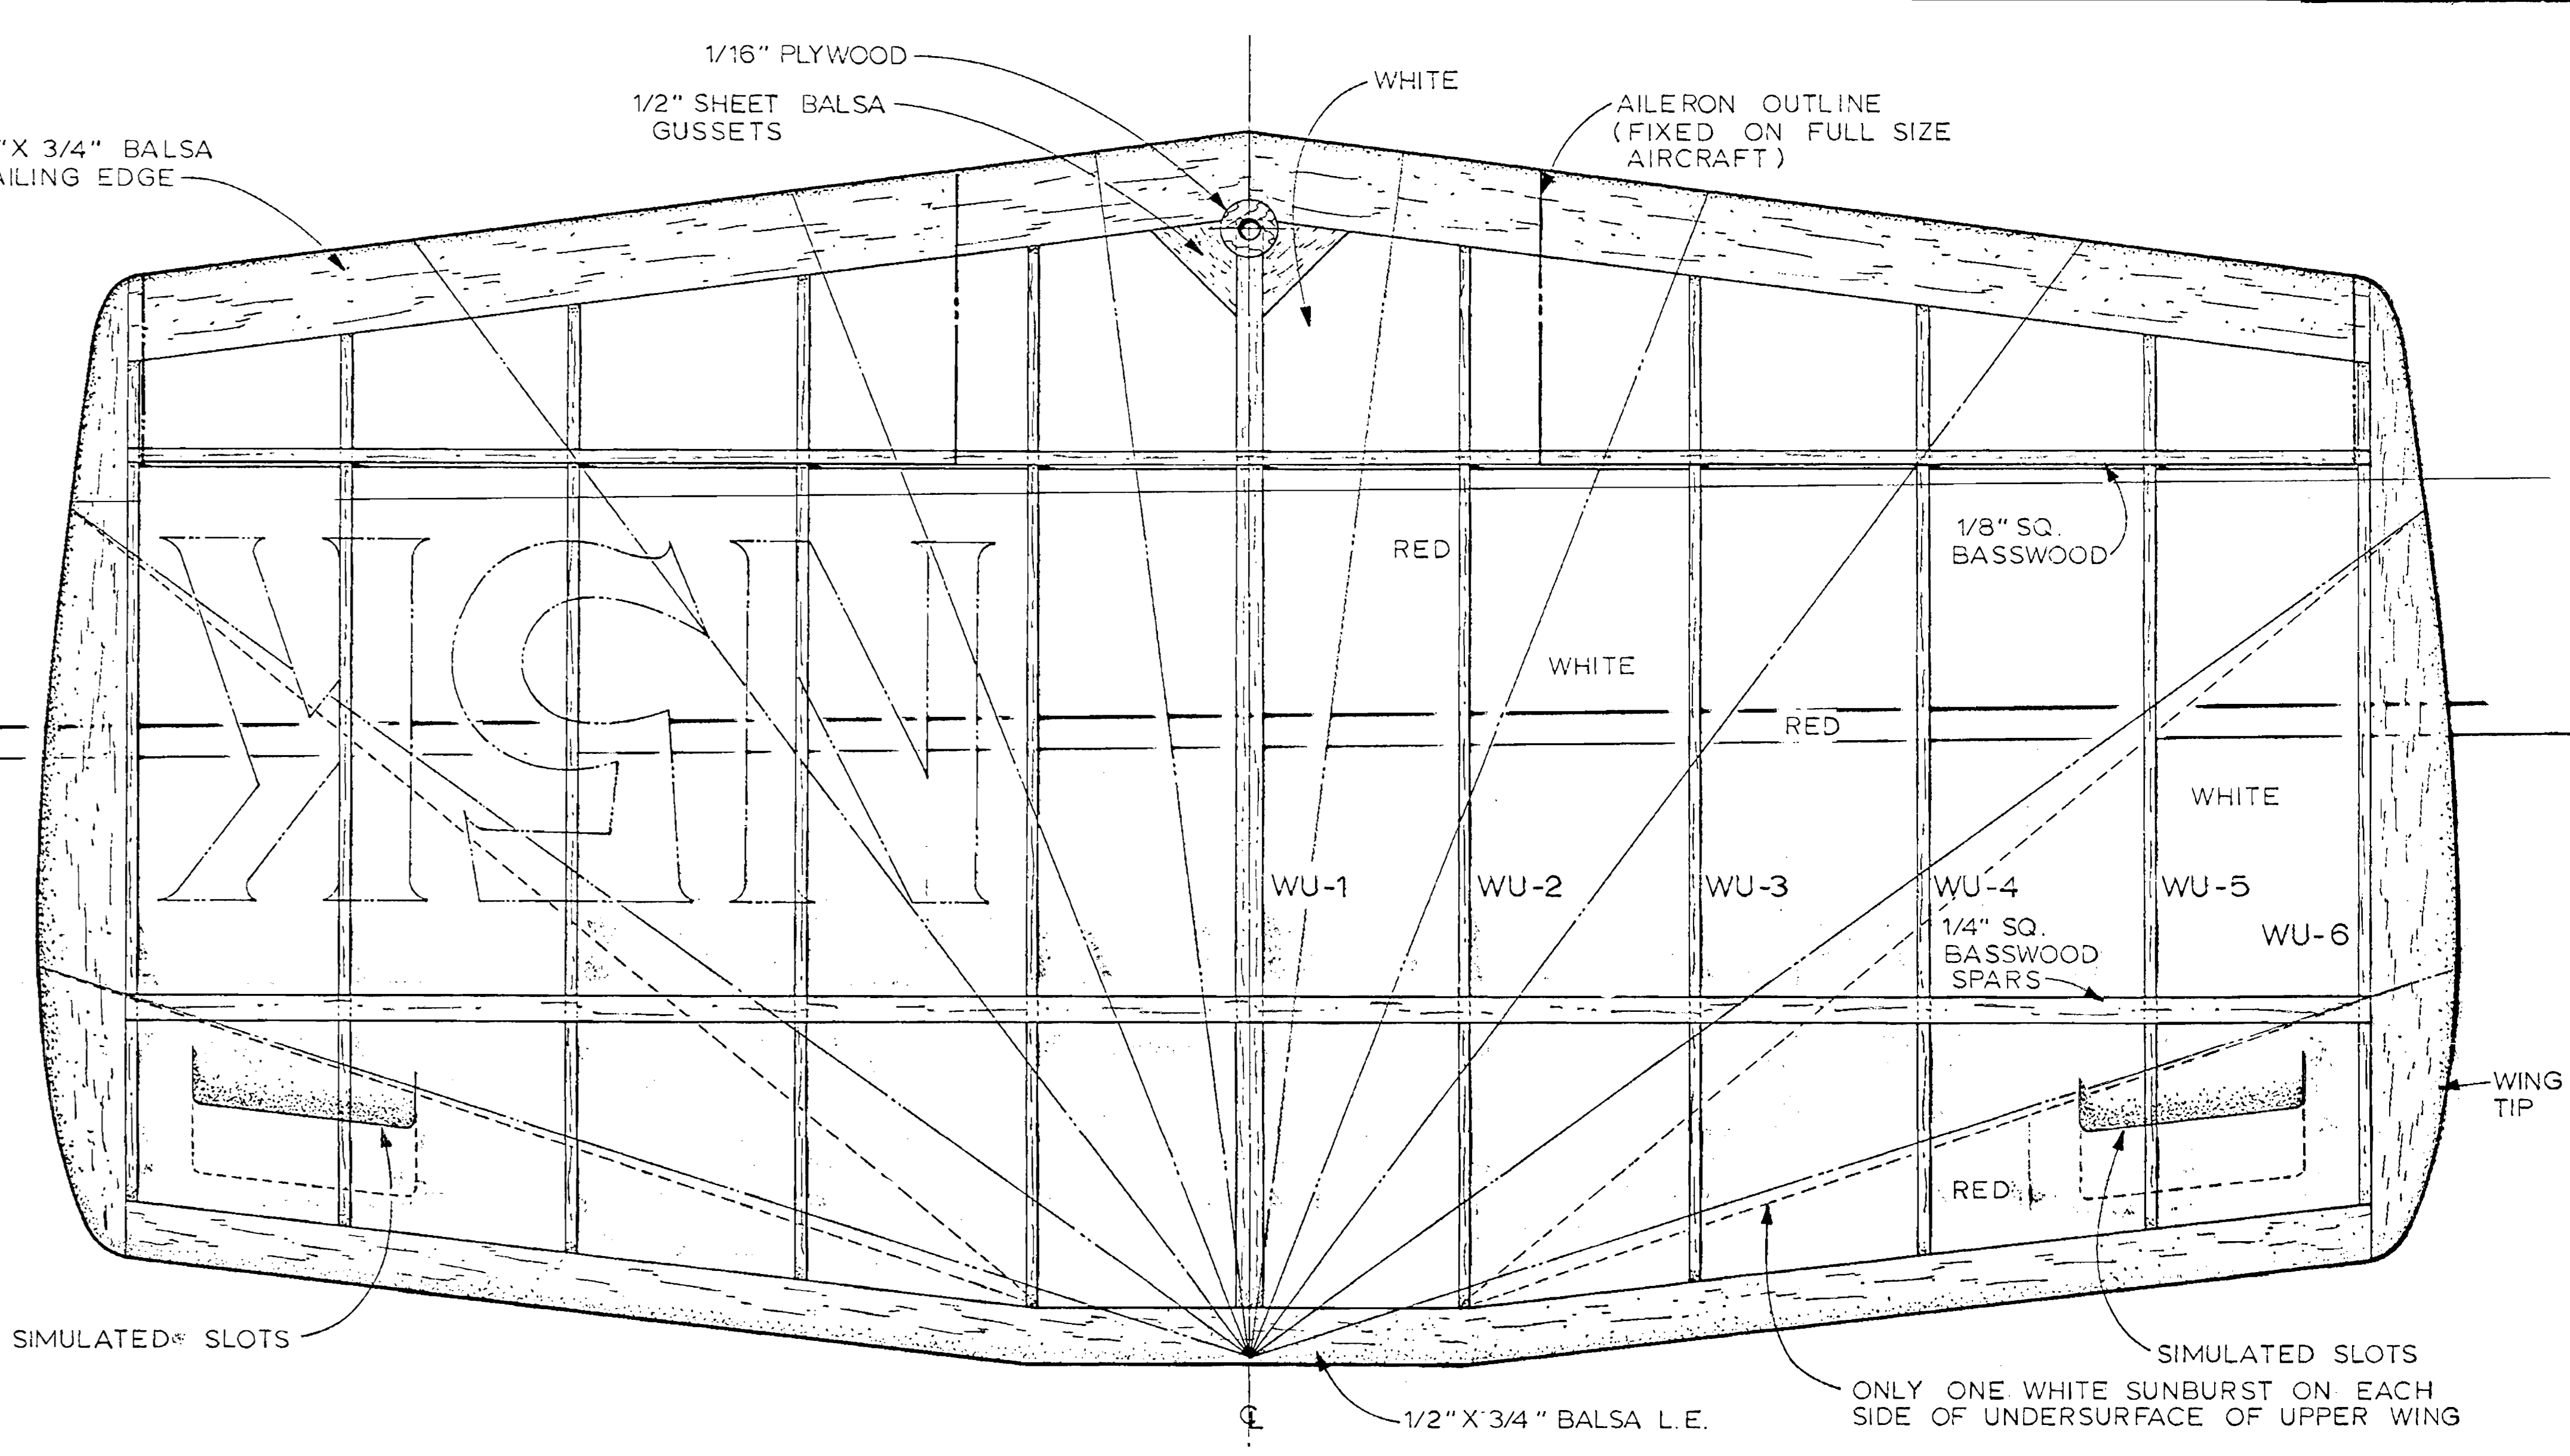 1/16" PLYWOOD
1/2" SHEET BALSA
GUSSETS
WHITE
AILERON OUTLINE
(FIXED ON FULL SIZE
AIRCRAFT)
"X 3/4" BALSA
AILING EDGE
1/8" SQ.
BASSWOOD
RED
WHITE
RED
WHITE
N5K
WU-1
WU-2
WU-3
WU-4
WU-5
WU-6
1/4" SQ.
BASSWOOD
SPARS
WING
TIP
RED
SIMULATED SLOTS
SIMULATED SLOTS
ONLY ONE WHITE SUNBURST ON EACH
SIDE OF UNDERSURFACE OF UPPER WING
1/2"X 3/4" BALSA L.E.
℄